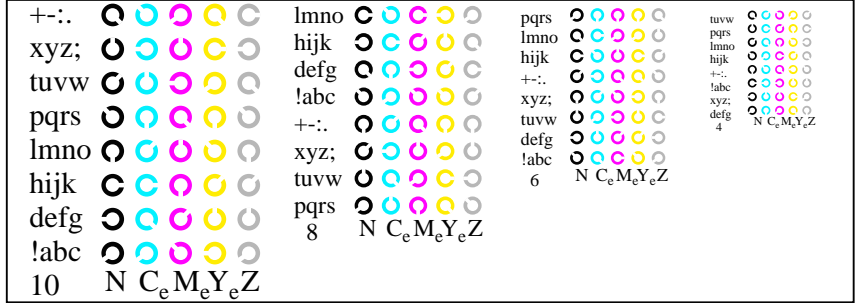 +-:.
xyz;
tuvw
pqrs
lmno
hijk
defg
!abc
10 N CeMeYeZ
lmno
hijk
defg
!abc
+-:.
xyz;
tuvw
pqrs
8 N CeMeYeZ
pqrs
lmno
hijk
+-:.
xyz;
tuvw
defg
!abc
6 N CeMeYeZ
tuvw
pqrs
lmno
hijk
+-:.
!abc
xyz;
defg
4 N CeMeYeZ